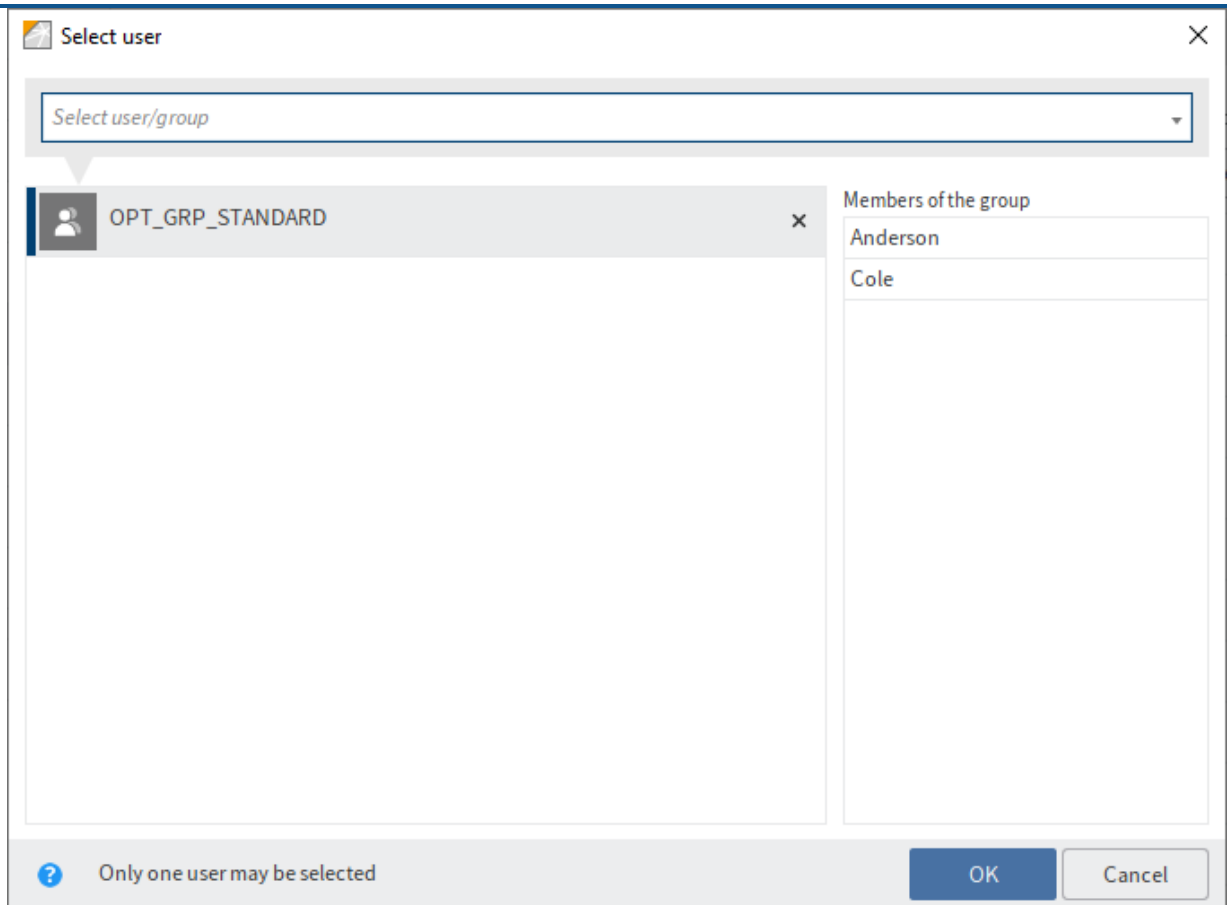 Select user
Select user/group
OPT_GRP_STANDARD
Members of the group
Anderson
Cole
Only one user may be selected
OK
Cancel